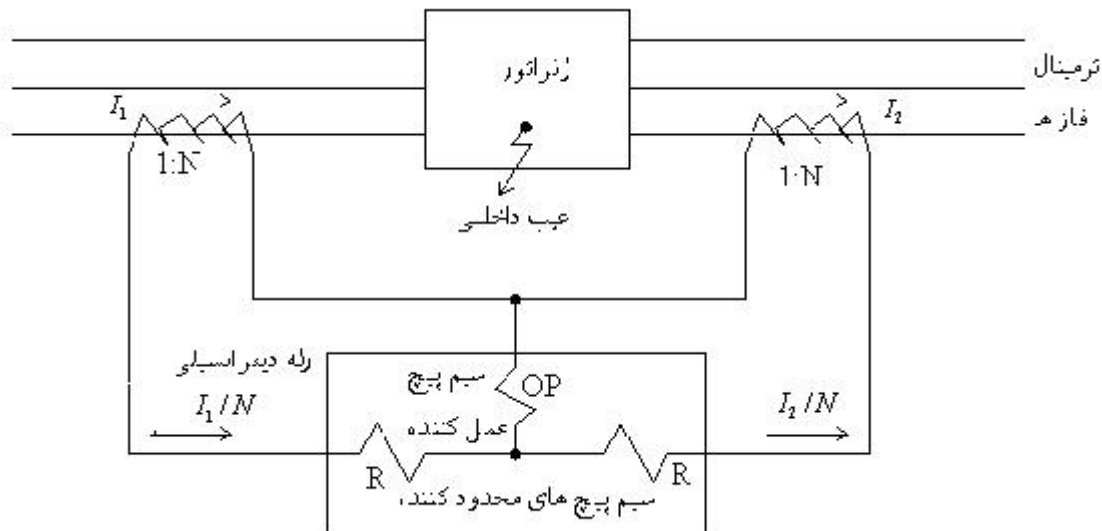 ژنراتور
ترمینال
فاز هـ
I₁
I₂
1:N
1:N
عیب داخلی
رله دیفرانسیلی
سیم پیچ
OP
عمل کننده
I₁/N
I₂/N
R
R
سیم پیچ های محدود کننده